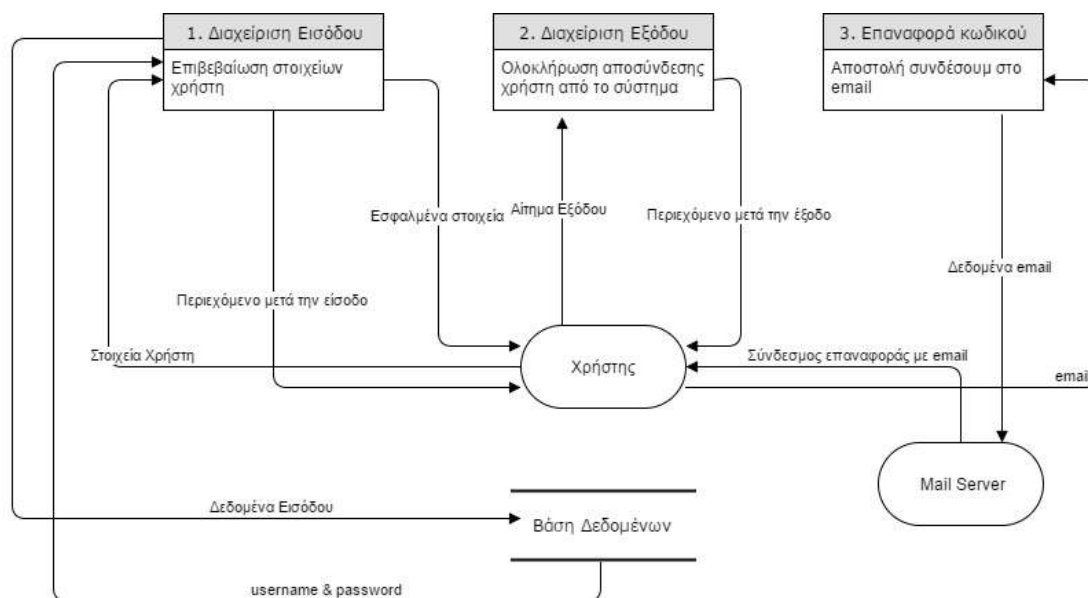 1. Διαχείριση Εισόδου
Επιβεβαίωση στοιχείων
χρήστη
2. Διαχείριση Εξόδου
Ολοκλήρωση αποσύνδεσης
χρήστη από το σύστημα
3. Επαναφορά κωδικού
Αποστολή συνδέσουμ στο
email
Εσφαλμένα στοιχεία
Αίτημα Εξόδου
Περιεχόμενο μετά την έξοδο
Δεδομένα email
Περιεχόμενο μετά την είσοδο
Στοιχεία Χρήστη
Χρήστης
Σύνδεσμος επαναφοράς με email
email
Mail Server
Δεδομένα Εισόδου
Βάση Δεδομένων
username & password